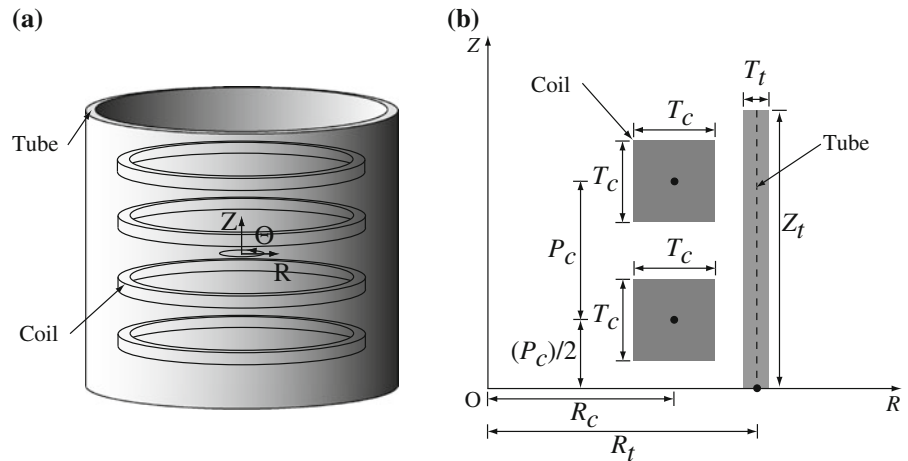 (a)
Tube
Z
Θ
R
Coil
(b)
Z
Coil
T_c
T_t
Tube
T_c
P_c
Z_t
T_c
T_c
(P_c)/2
O
R
R_c
R_t